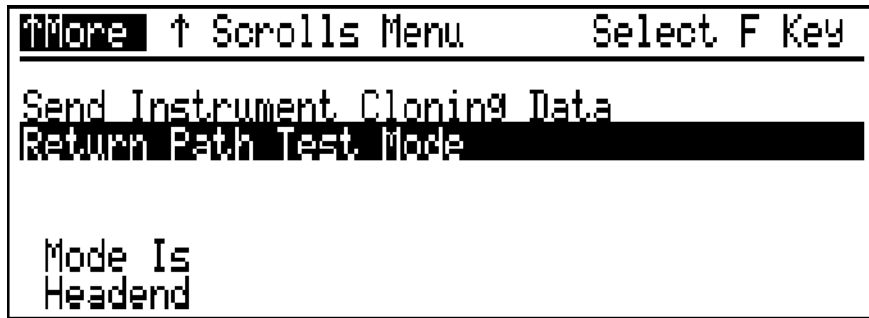 ↑More ↑ Scrolls Menu Select F Key
Send Instrument Cloning Data
Return Path Test Mode
Mode Is
Headend